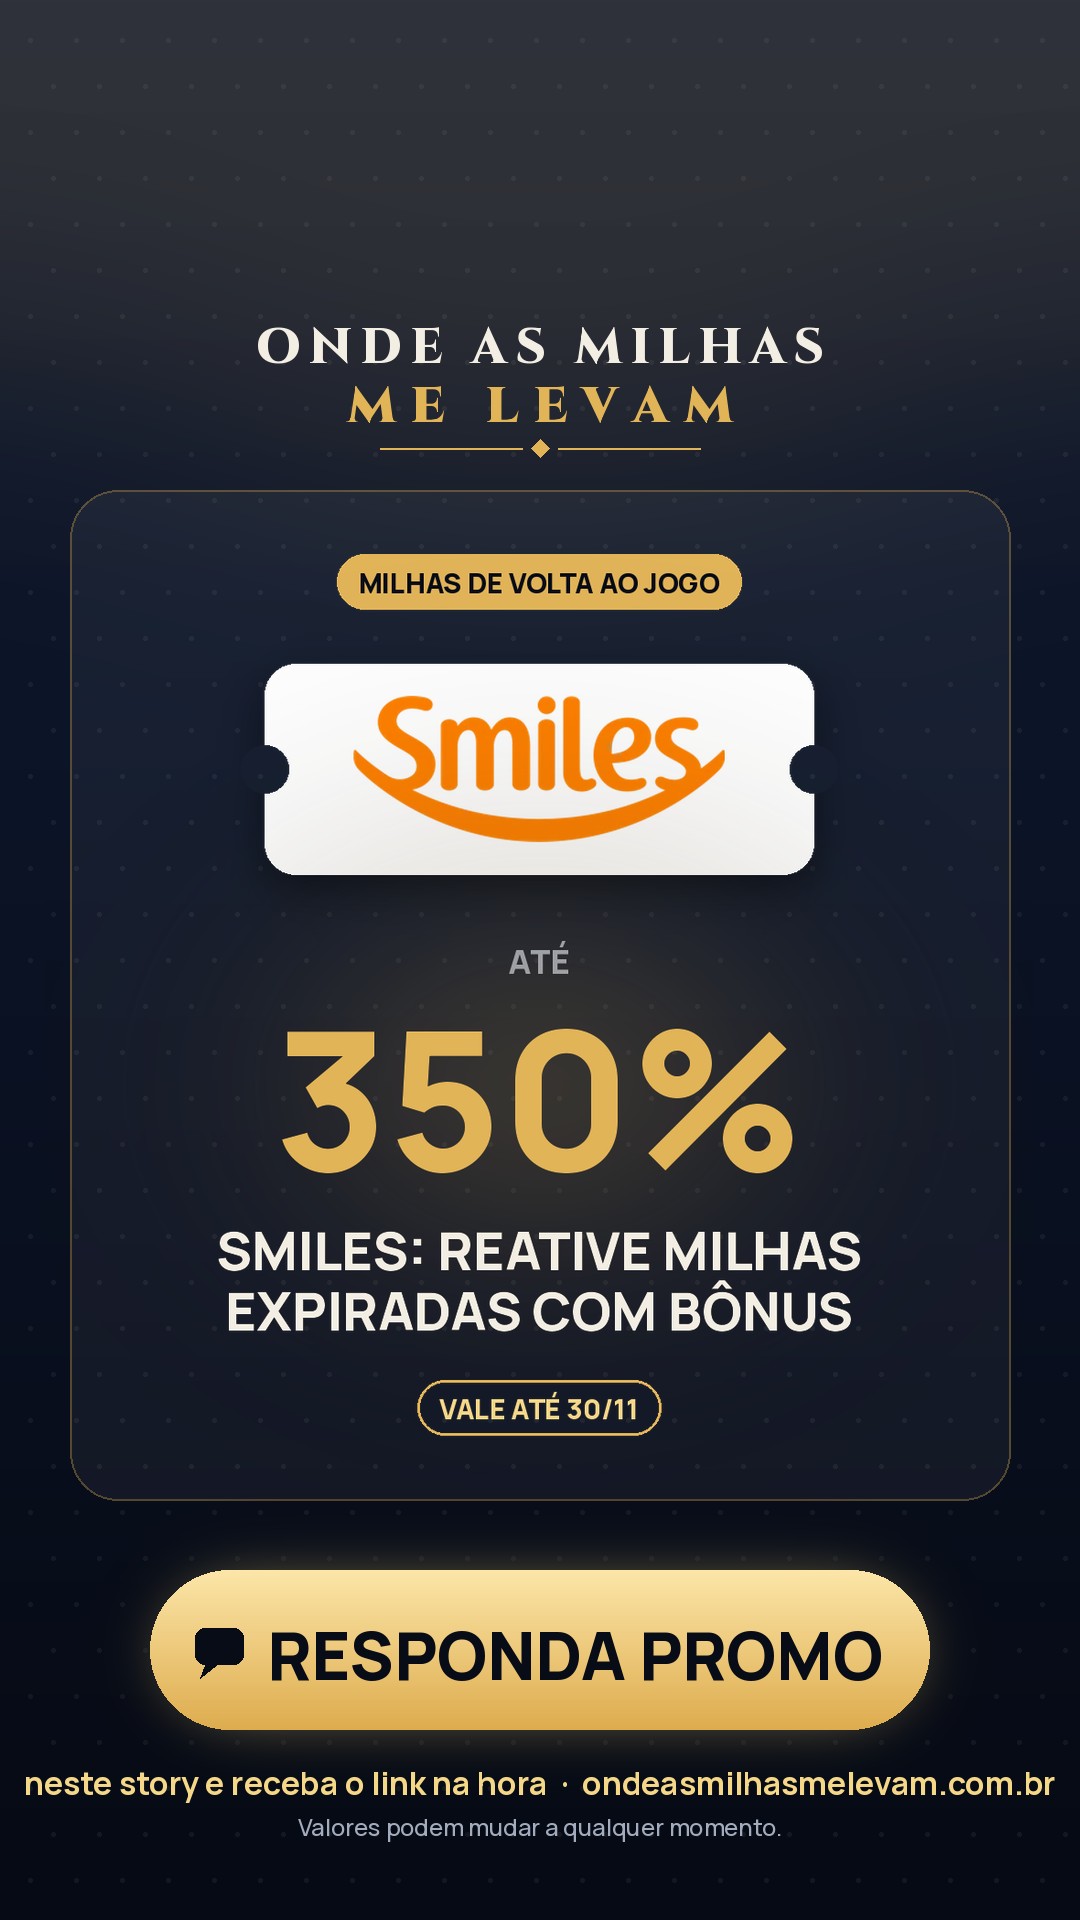 ONDE AS MILHAS
ME LEVAM
MILHAS DE VOLTA AO JOGO
Smiles
ATÉ
350%
SMILES: REATIVE MILHAS
EXPIRADAS COM BÔNUS
VALE ATÉ 30/11
RESPONDA PROMO
neste story e receba o link na hora · ondeasmilhasmelevam.com.br
Valores podem mudar a qualquer momento.